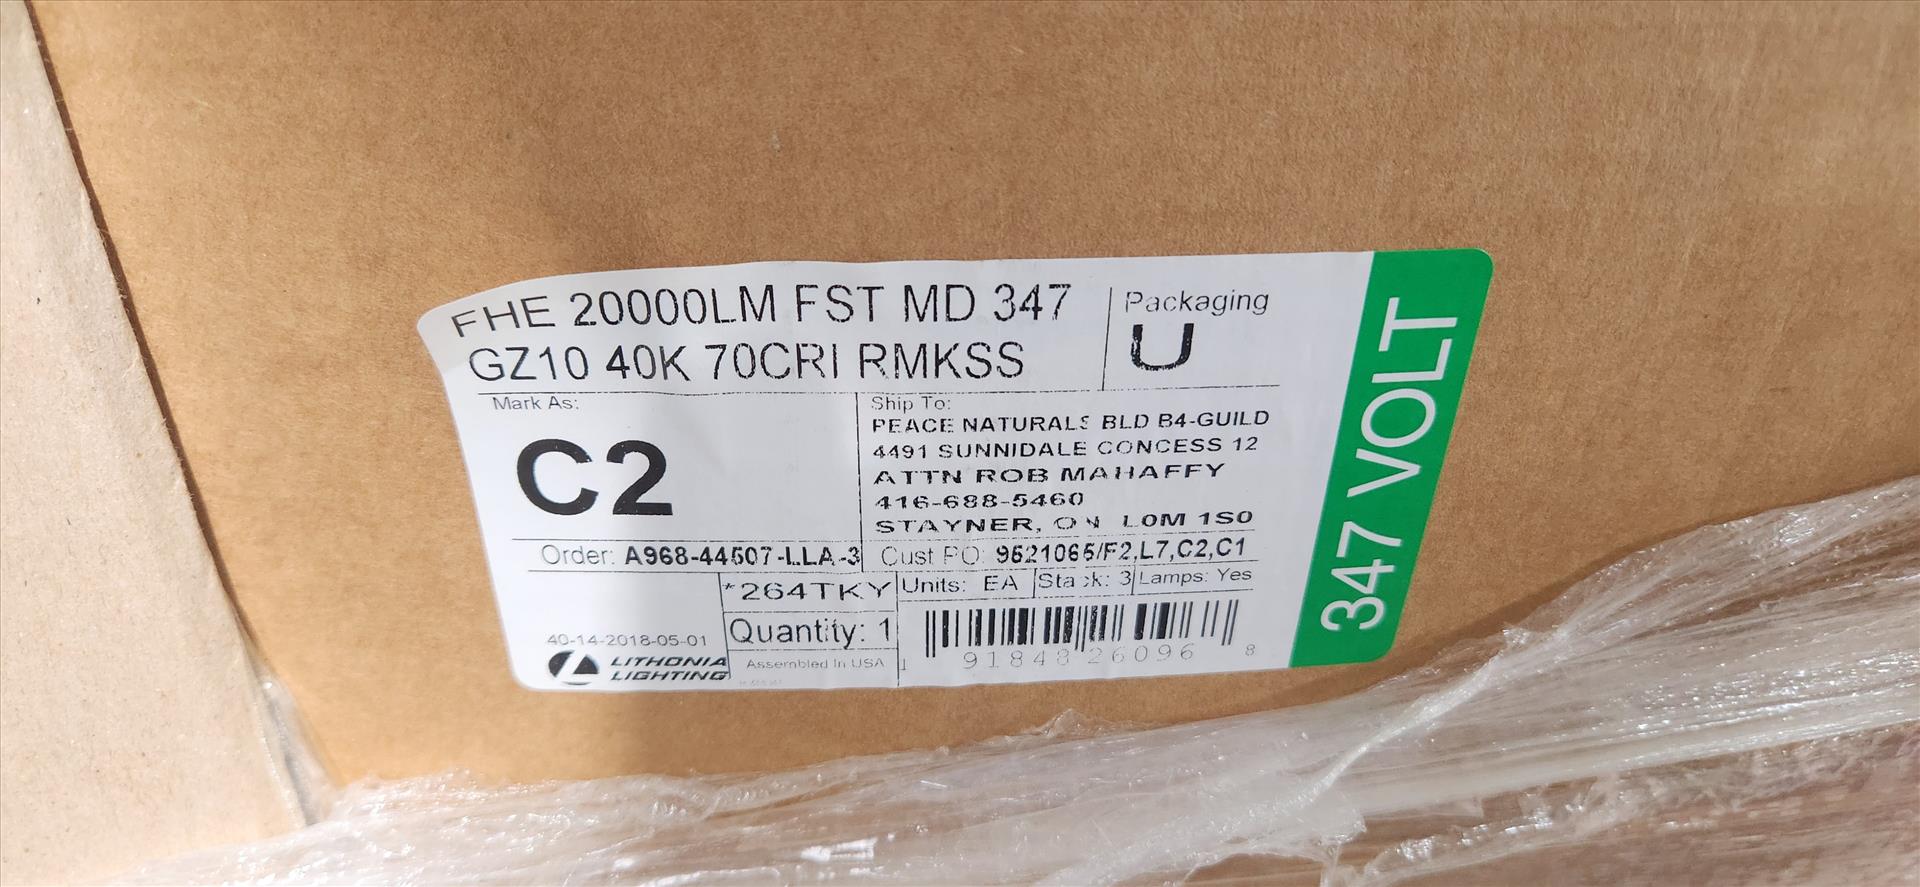 FHE 20000LM FST MD 347
GZ10 40K 70CRI RMKSS
Packaging
U
Mark As:
C2
Ship To:
PEACE NATURALS BLD B4-GUILD
4491 SUNNIDALE CONCESS 12
ATTN ROB MAHAFFY
416-688-5460
STAYNER, ON L0M 1S0
Order: A968-44507-LLA-3
Cust PO: 9521065/F2,L7,C2,C1
*264TKY
Units: EA
Stack: 3
Lamps: Yes
Quantity: 1
40-14-2018-05-01
LITHONIA
LIGHTING
Assembled In USA
1 91848 26096 8
347 VOLT